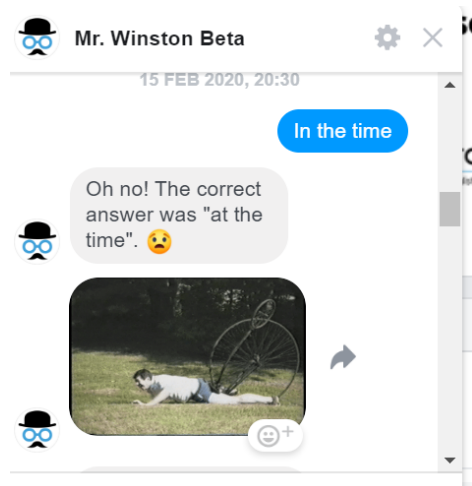 Mr. Winston Beta
15 FEB 2020, 20:30
In the time
Oh no! The correct
answer was "at the
time". 😧